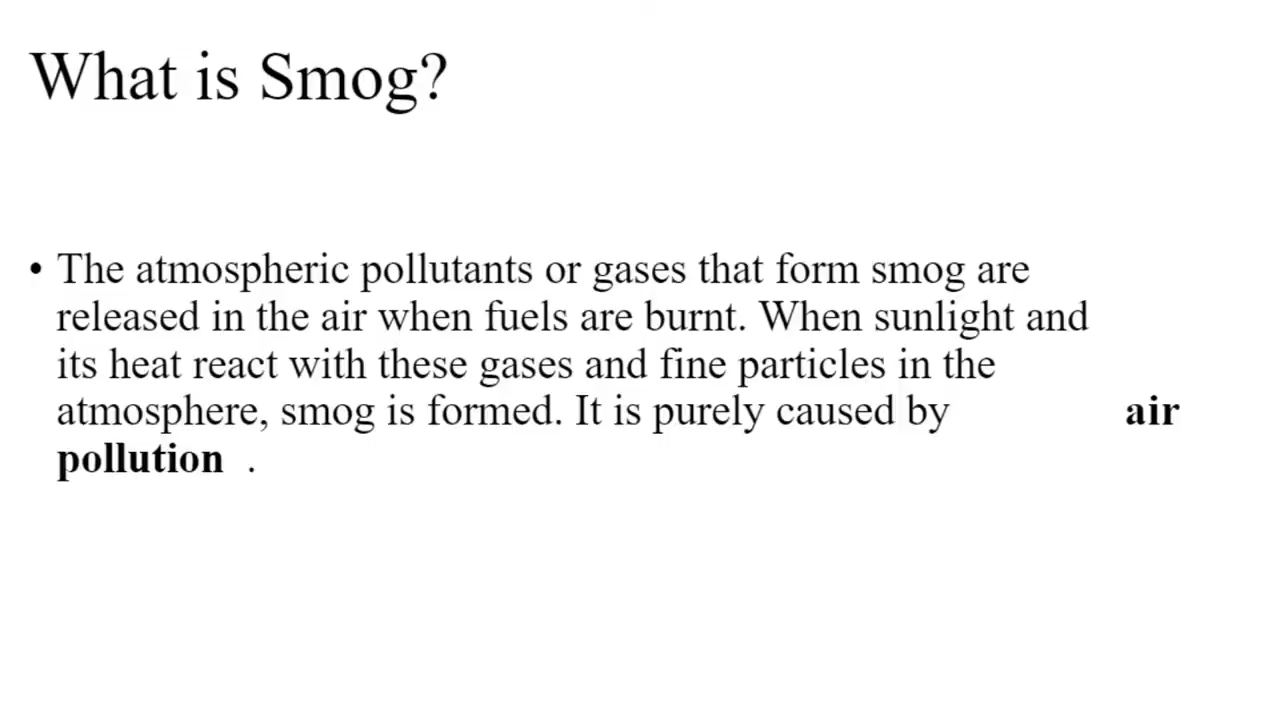 What is Smog?
• The atmospheric pollutants or gases that form smog are
released in the air when fuels are burnt. When sunlight and
its heat react with these gases and fine particles in the
atmosphere, smog is formed. It is purely caused by air
pollution .